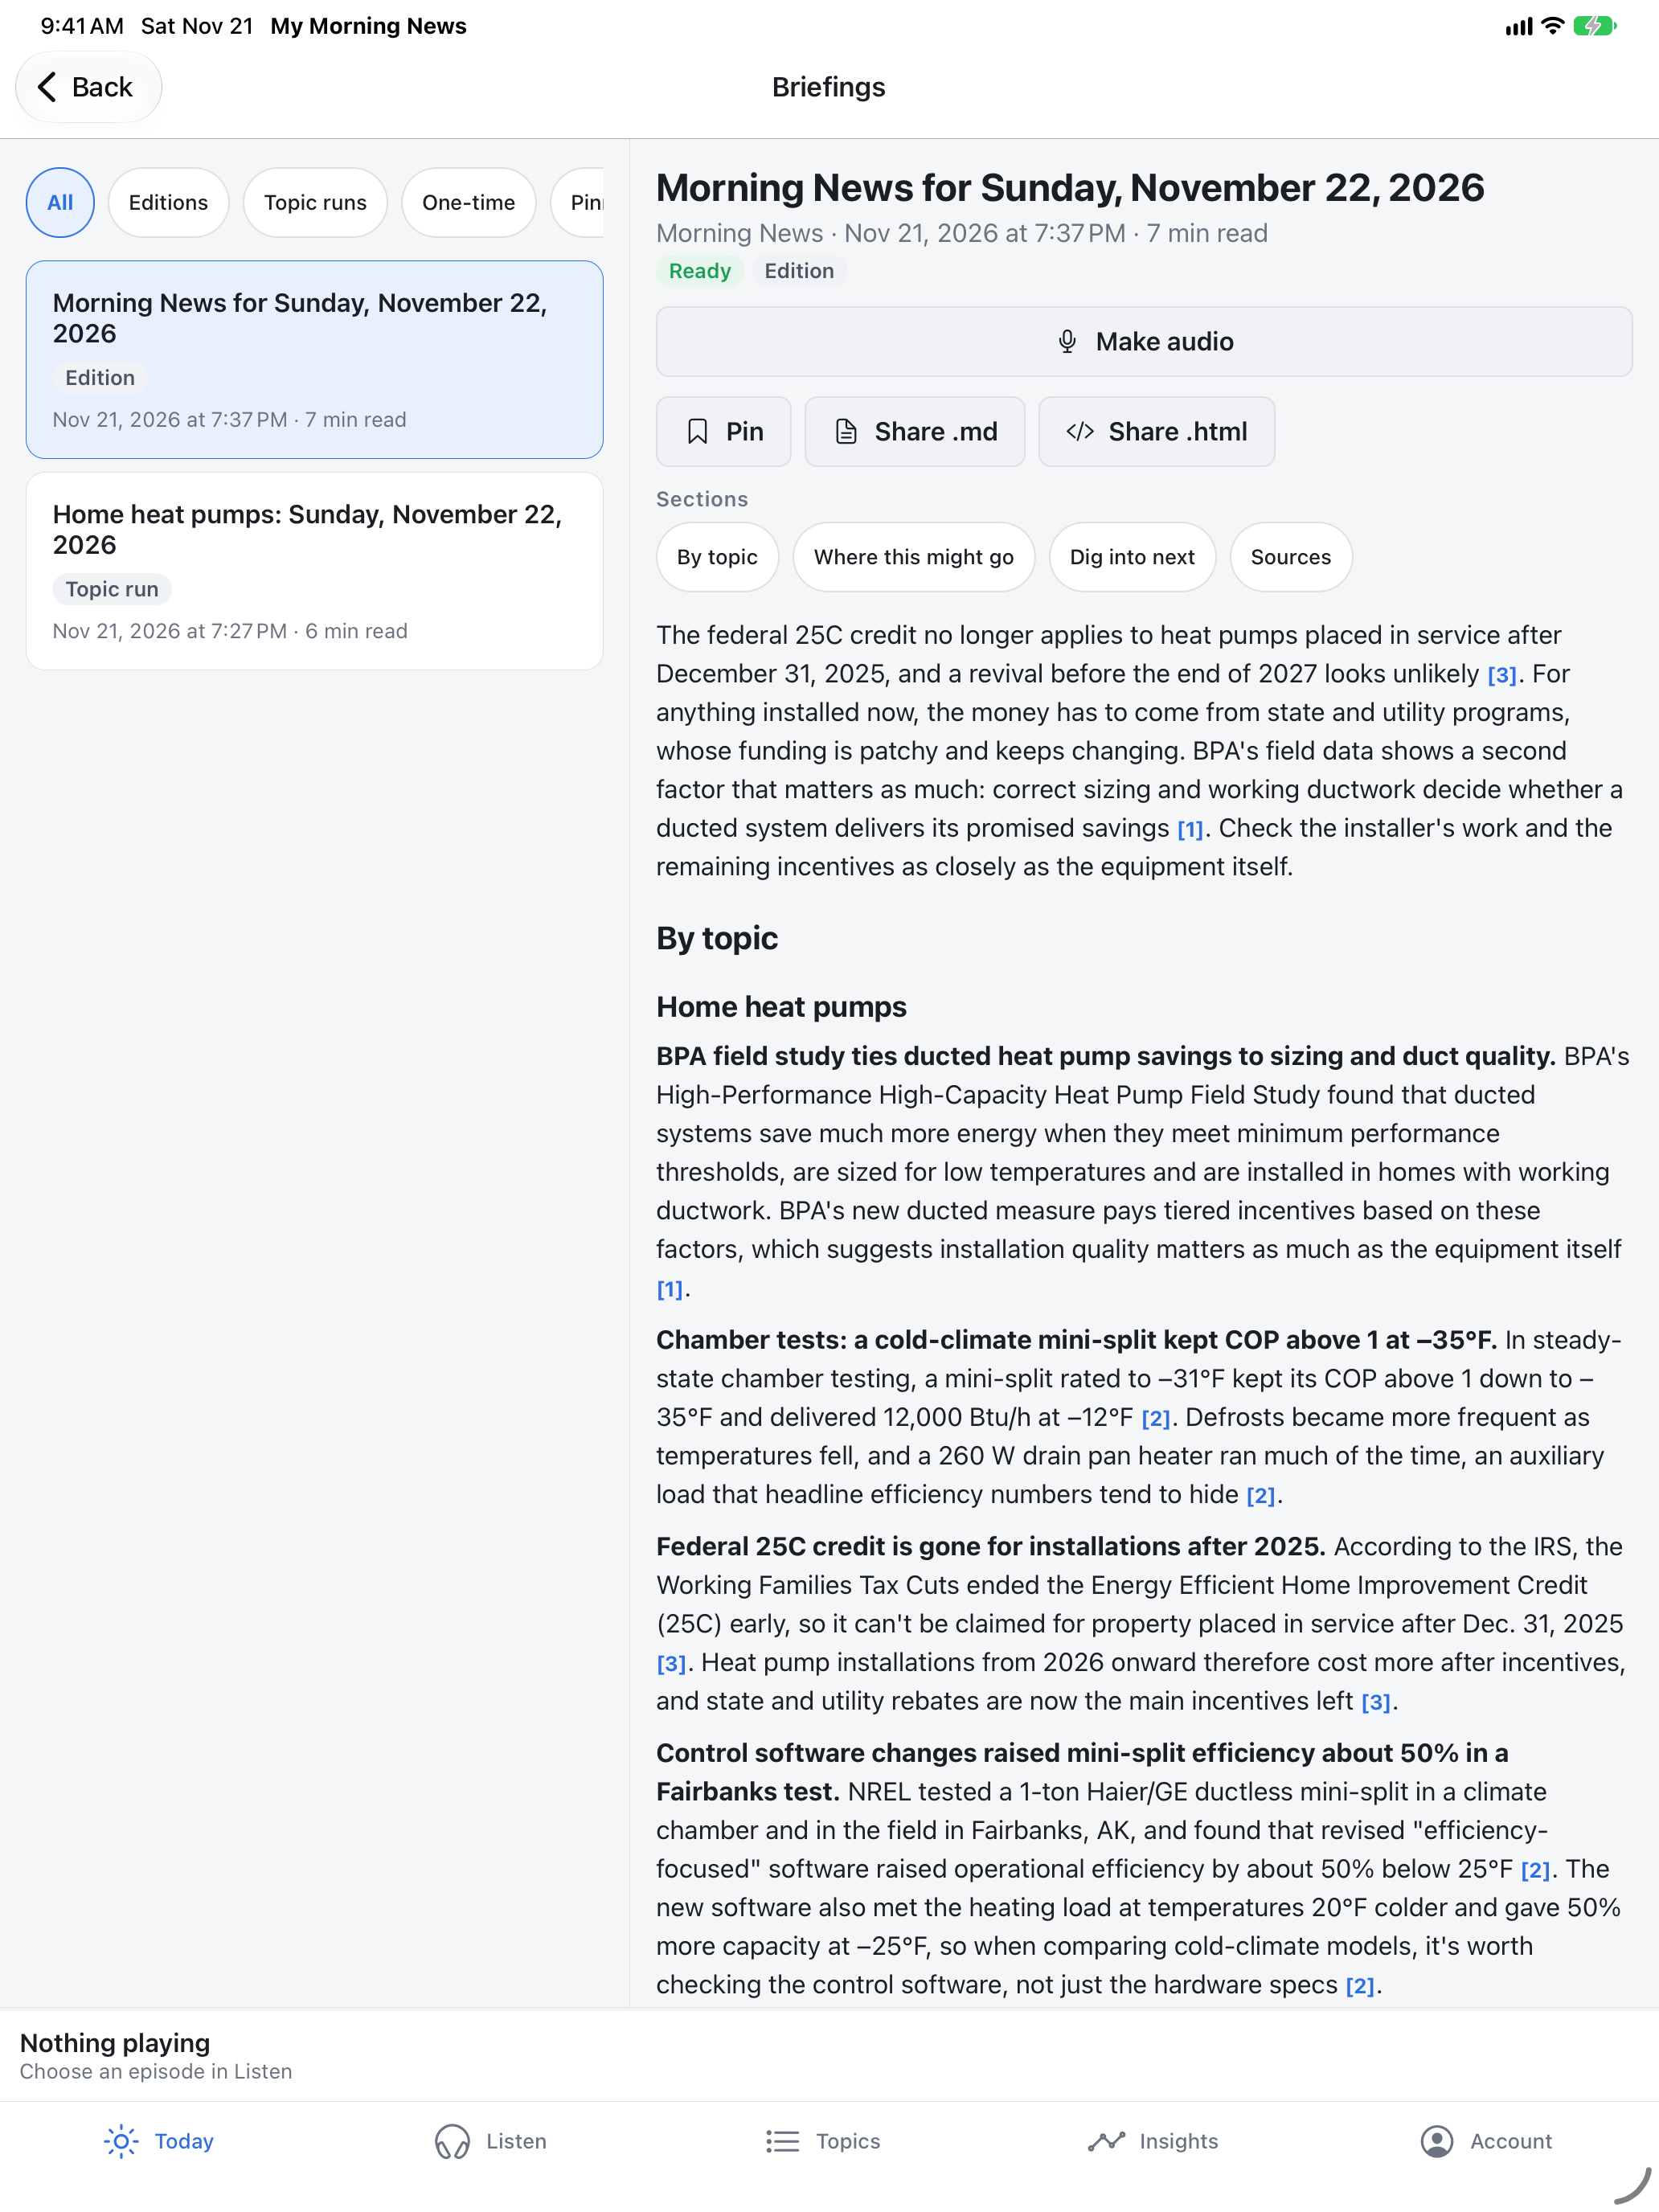 9:41 AM Sat Nov 21 My Morning News
Back
Briefings
All
Editions
Topic runs
One-time
Morning News for Sunday, November 22,
2026
Edition
Nov 21, 2026 at 7:37 PM · 7 min read
Home heat pumps: Sunday, November 22,
2026
Topic run
Nov 21, 2026 at 7:27 PM · 6 min read
Morning News for Sunday, November 22, 2026
Morning News · Nov 21, 2026 at 7:37 PM · 7 min read
Ready Edition
Make audio
Pin
Share .md
</> Share .html
Sections
By topic
Where this might go
Dig into next
Sources
The federal 25C credit no longer applies to heat pumps placed in service after
December 31, 2025, and a revival before the end of 2027 looks unlikely [3]. For
anything installed now, the money has to come from state and utility programs,
whose funding is patchy and keeps changing. BPA's field data shows a second
factor that matters as much: correct sizing and working ductwork decide whether a
ducted system delivers its promised savings [1]. Check the installer's work and the
remaining incentives as closely as the equipment itself.
By topic
Home heat pumps
BPA field study ties ducted heat pump savings to sizing and duct quality. BPA's
High-Performance High-Capacity Heat Pump Field Study found that ducted
systems save much more energy when they meet minimum performance
thresholds, are sized for low temperatures and are installed in homes with working
ductwork. BPA's new ducted measure pays tiered incentives based on these
factors, which suggests installation quality matters as much as the equipment itself
[1].
Chamber tests: a cold-climate mini-split kept COP above 1 at –35°F. In steady-
state chamber testing, a mini-split rated to –31°F kept its COP above 1 down to –
35°F and delivered 12,000 Btu/h at –12°F [2]. Defrosts became more frequent as
temperatures fell, and a 260 W drain pan heater ran much of the time, an auxiliary
load that headline efficiency numbers tend to hide [2].
Federal 25C credit is gone for installations after 2025. According to the IRS, the
Working Families Tax Cuts ended the Energy Efficient Home Improvement Credit
(25C) early, so it can't be claimed for property placed in service after Dec. 31, 2025
[3]. Heat pump installations from 2026 onward therefore cost more after incentives,
and state and utility rebates are now the main incentives left [3].
Control software changes raised mini-split efficiency about 50% in a
Fairbanks test. NREL tested a 1-ton Haier/GE ductless mini-split in a climate
chamber and in the field in Fairbanks, AK, and found that revised "efficiency-
focused" software raised operational efficiency by about 50% below 25°F [2]. The
new software also met the heating load at temperatures 20°F colder and gave 50%
more capacity at –25°F, so when comparing cold-climate models, it's worth
checking the control software, not just the hardware specs [2].
Nothing playing
Choose an episode in Listen
Today
Listen
Topics
Insights
Account